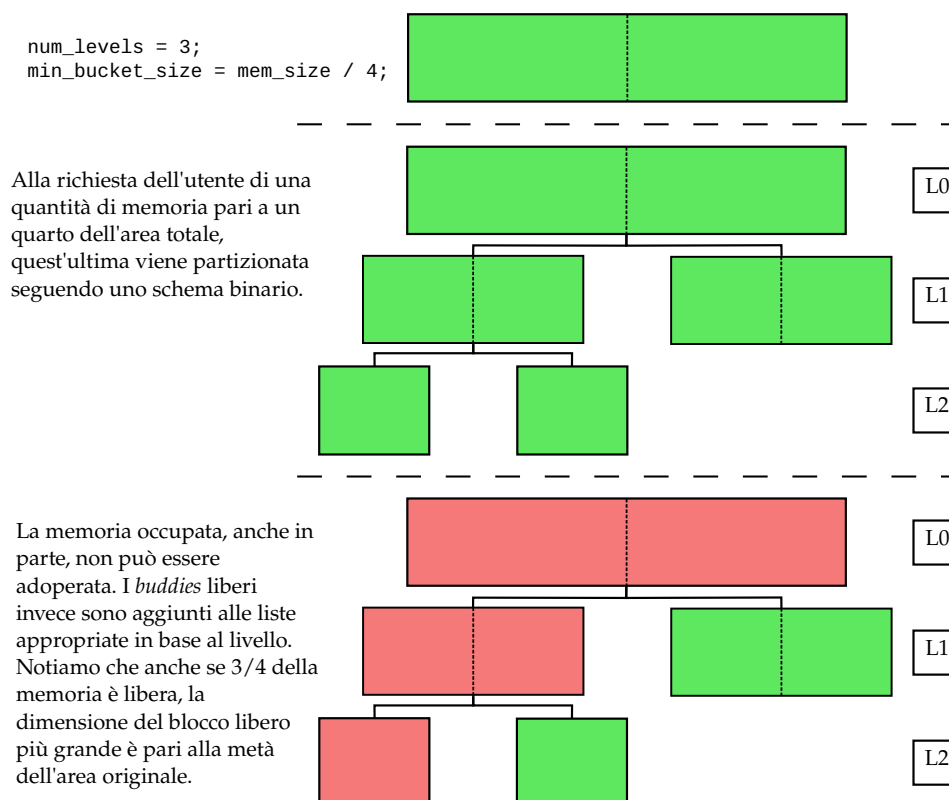 num_levels = 3;
min_bucket_size = mem_size / 4;
Alla richiesta dell'utente di una
quantità di memoria pari a un
quarto dell'area totale,
quest'ultima viene partizionata
seguendo uno schema binario.
L0
L1
L2
La memoria occupata, anche in
parte, non può essere
adoperata. I buddies liberi
invece sono aggiunti alle liste
appropriate in base al livello.
Notiamo che anche se 3/4 della
memoria è libera, la
dimensione del blocco libero
più grande è pari alla metà
dell'area originale.
L0
L1
L2